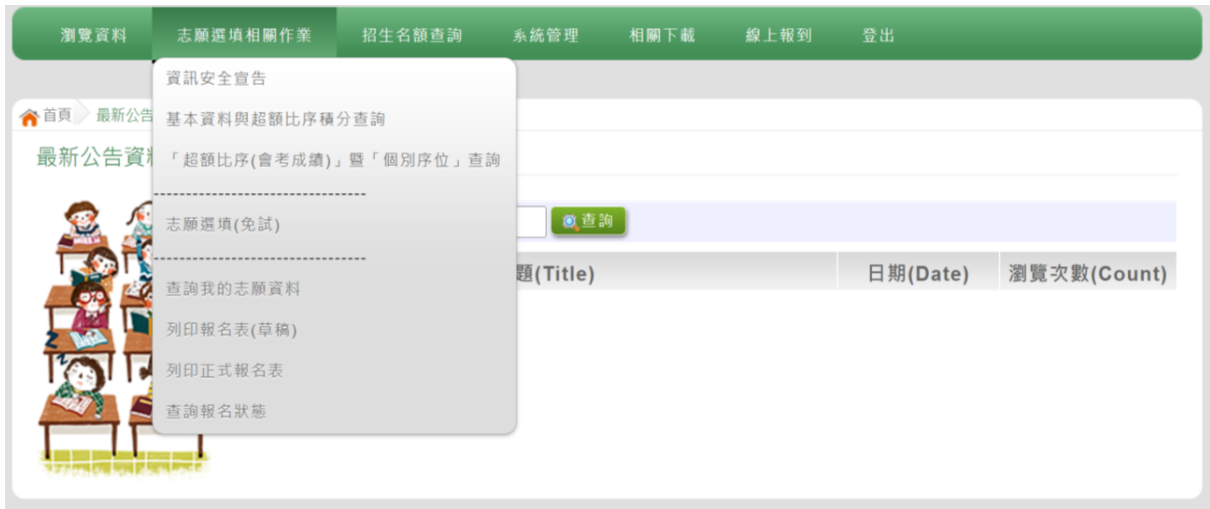 瀏覽資料 志願選填相關作業 招生名額查詢 系統管理 相關下載 線上報到 登出
資訊安全宣告
首頁 最新公告 基本資料與超額比序積分查詢
最新公告資料 「超額比序(會考成績)」暨「個別序位」查詢
---------------------------------
查詢
志願選填(免試)
---------------------------------
題(Title) 日期(Date) 瀏覽次數(Count)
查詢我的志願資料
列印報名表(草稿)
列印正式報名表
查詢報名狀態